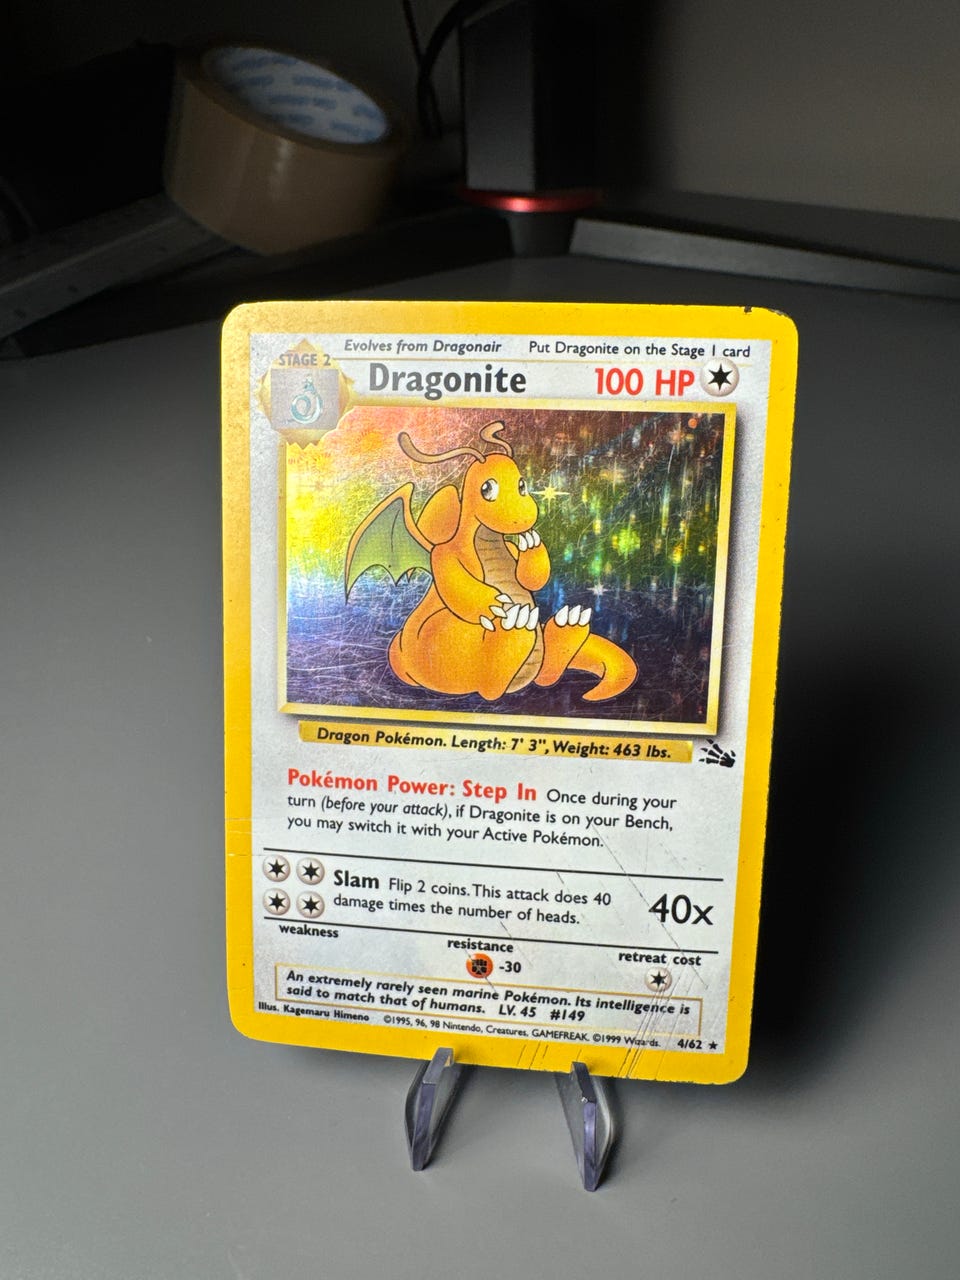 Evolves from Dragonair Put Dragonite on the Stage 1 card
STAGE 2
Dragonite 100 HP
Dragon Pokémon. Length: 7' 3", Weight: 463 lbs.
Pokémon Power: Step In Once during your
turn (before your attack), if Dragonite is on your Bench,
you may switch it with your Active Pokémon.
Slam Flip 2 coins. This attack does 40
damage times the number of heads. 40x
weakness resistance retreat cost
-30
An extremely rarely seen marine Pokémon. Its intelligence is
said to match that of humans. LV. 45 #149
Illus. Kagemaru Himeno ©1995, 96, 98 Nintendo, Creatures, GAMEFREAK. ©1999 Wizards. 4/62 ★